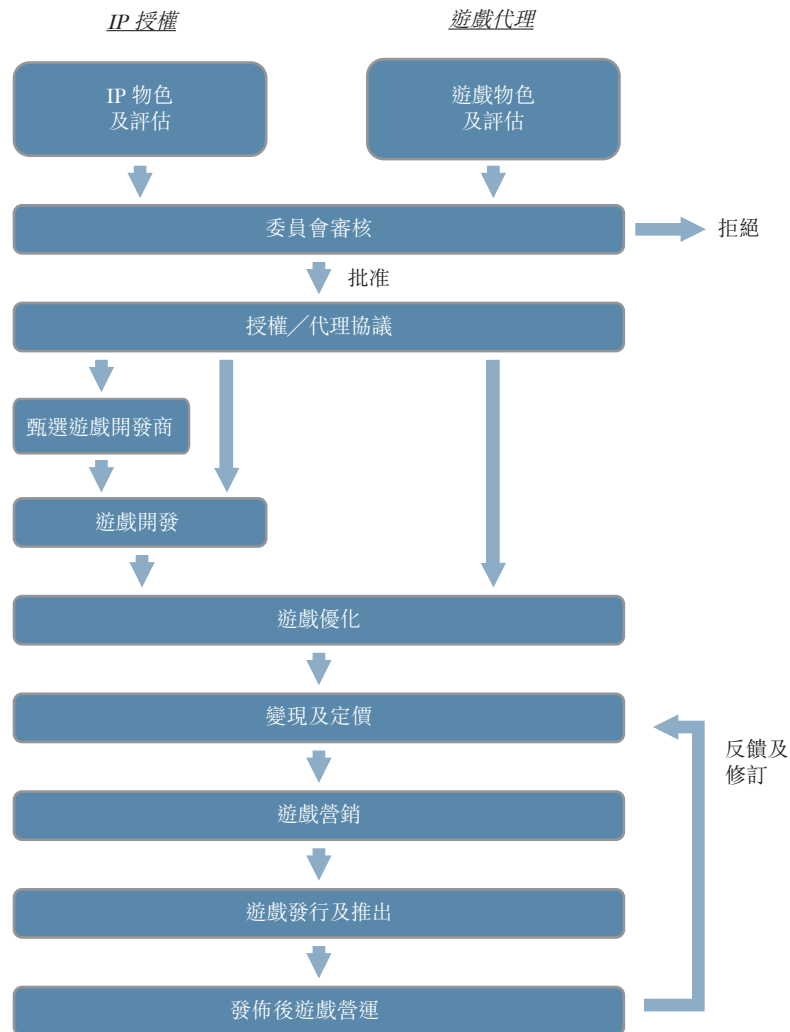 IP 授權
遊戲代理
IP 物色
及評估
遊戲物色
及評估
委員會審核
拒絕
批准
授權／代理協議
甄選遊戲開發商
遊戲開發
遊戲優化
變現及定價
反饋及
修訂
遊戲營銷
遊戲發行及推出
發佈後遊戲營運